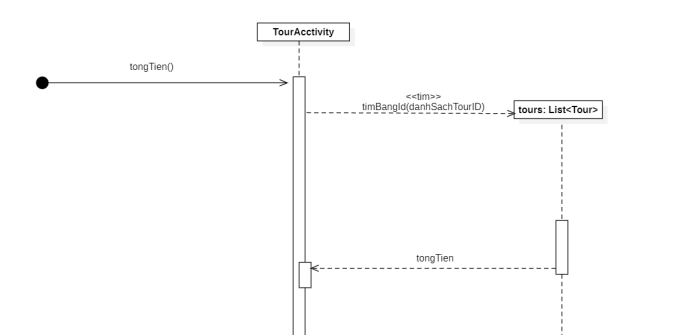 TourAcctivity
tongTien()
<<tim>>
timBangId(danhSachTourID)
tours: List<Tour>
tongTien